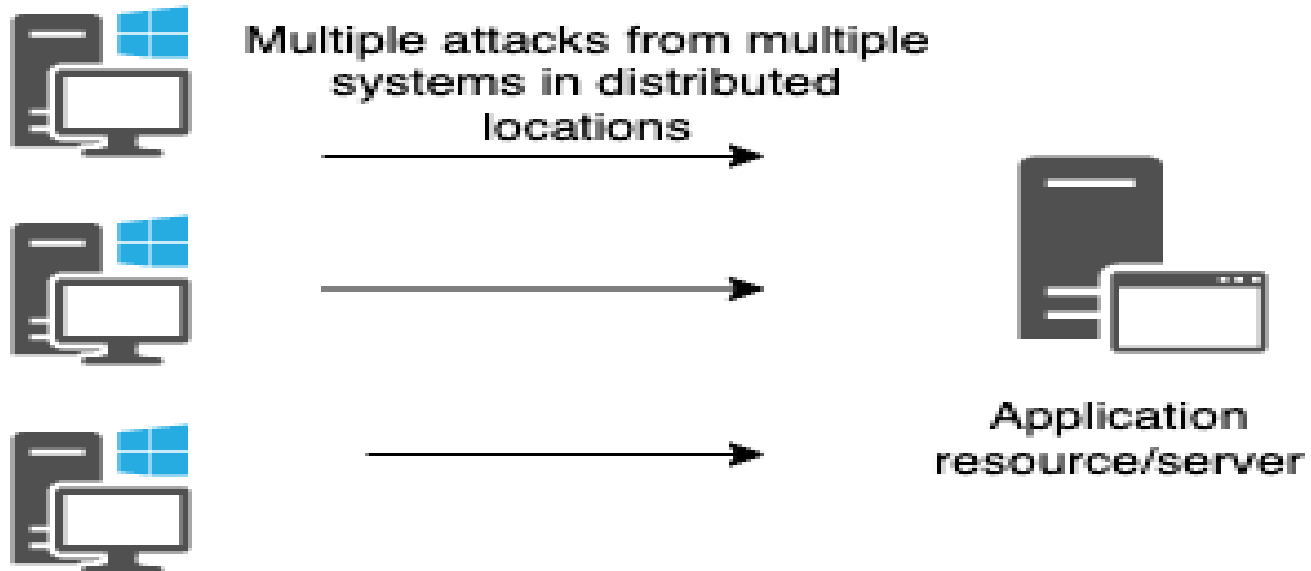 Multiple attacks from multiple
systems in distributed
locations
Application
resource/server